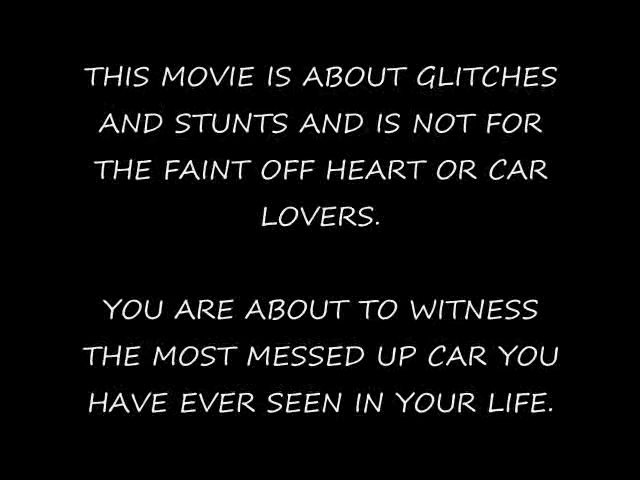 THIS MOVIE IS ABOUT GLITCHES
AND STUNTS AND IS NOT FOR
THE FAINT OFF HEART OR CAR
LOVERS.
YOU ARE ABOUT TO WITNESS
THE MOST MESSED UP CAR YOU
HAVE EVER SEEN IN YOUR LIFE.